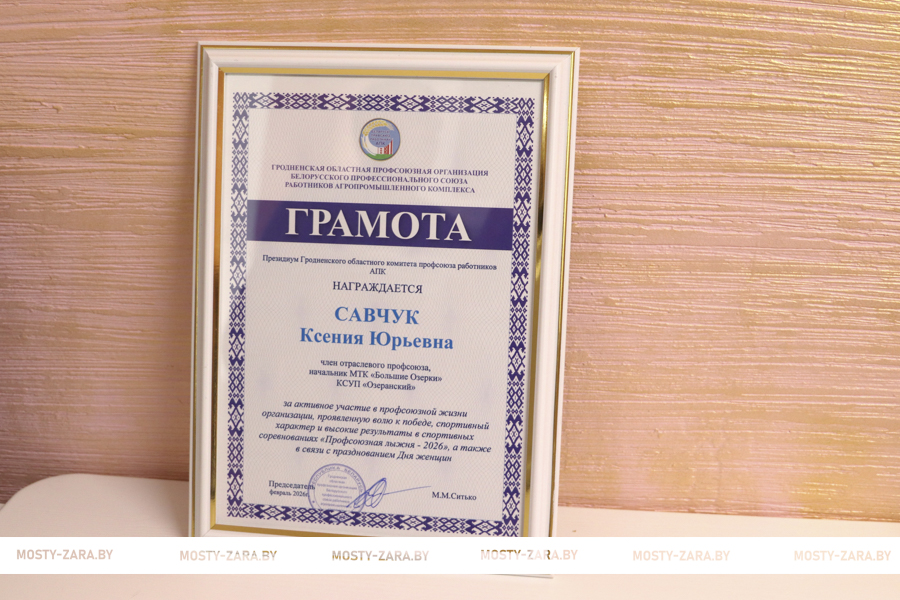 ГРОДНЕНСКАЯ ОБЛАСТНАЯ ПРОФСОЮЗНАЯ ОРГАНИЗАЦИЯ
БЕЛОРУССКОГО ПРОФЕССИОНАЛЬНОГО СОЮЗА
РАБОТНИКОВ АГРОПРОМЫШЛЕННОГО КОМПЛЕКСА
ГРАМОТА
Президиум Гродненского областного комитета профсоюза работников
АПК
НАГРАЖДАЕТСЯ
САВЧУК
Ксения Юрьевна
член отраслевого профсоюза,
начальник МТК «Большие Озерки»
КСУП «Озеранский»
за активное участие в профсоюзной жизни
организации, проявленную волю к победе, спортивный
характер и высокие результаты в спортивных
соревнованиях «Профсоюзная лыжня - 2026», а также
в связи с празднованием Дня женщин
Председатель
февраль 2026г
М.М.Ситько
MOSTY-ZARA.BY MOSTY-ZARA.BY MOSTY-ZARA.BY MOSTY-ZARA.BY MOSTY-ZARA.BY MOSTY-ZARA.BY